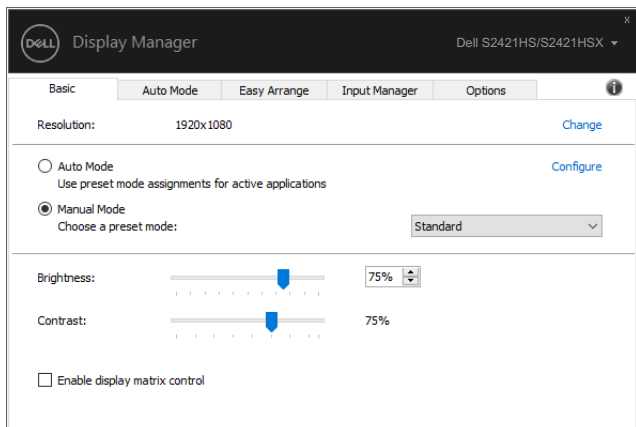 DELL Display Manager Dell S2421HS/S2421HSX
x
Basic Auto Mode Easy Arrange Input Manager Options i
Resolution: 1920x1080 Change
Auto Mode Configure
Use preset mode assignments for active applications
Manual Mode
Choose a preset mode: Standard
Brightness: 75%
Contrast: 75%
Enable display matrix control